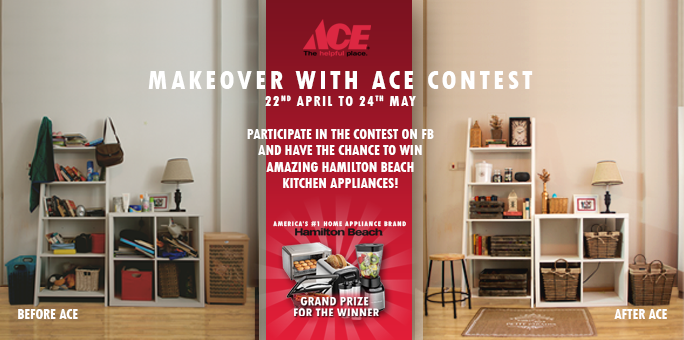 ACE
The helpful place.
MAKEOVER WITH ACE CONTEST
22ND APRIL TO 24TH MAY
PARTICIPATE IN THE CONTEST ON FB
AND HAVE THE CHANCE TO WIN
AMAZING HAMILTON BEACH
KITCHEN APPLIANCES!
AMERICA'S #1 HOME APPLIANCE BRAND
Hamilton Beach
GRAND PRIZE
FOR THE WINNER
BEFORE ACE
AFTER ACE